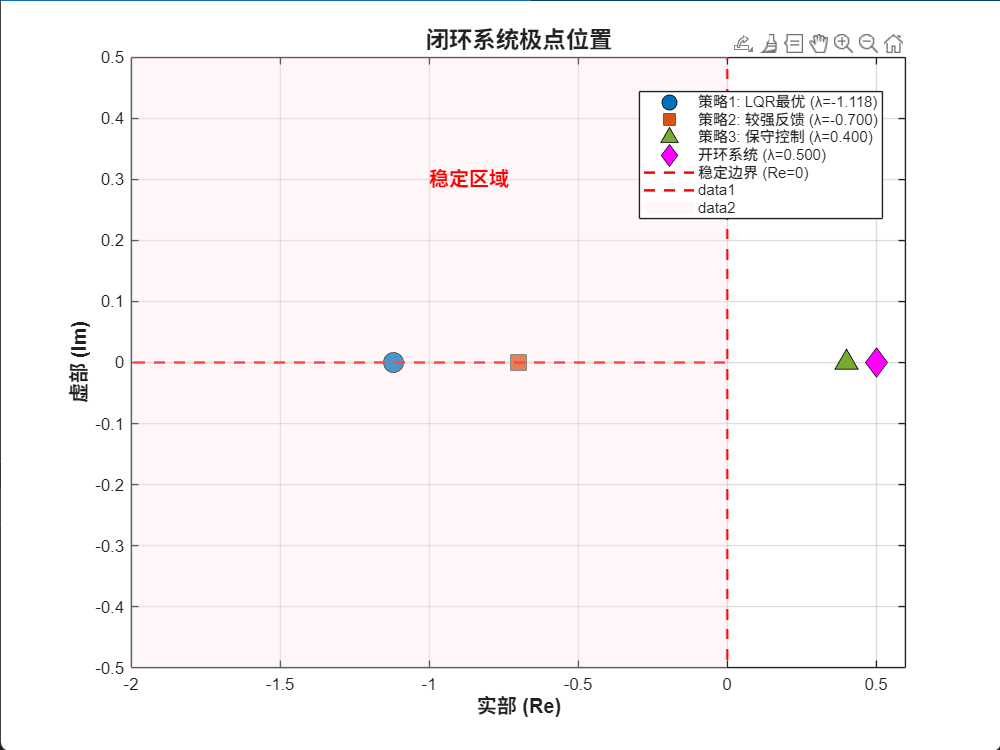 闭环系统极点位置
0.5
0.4
0.3
0.2
0.1
0
-0.1
-0.2
-0.3
-0.4
-0.5
虚部 (Im)
稳定区域
策略1: LQR最优 (λ=-1.118)
策略2: 较强反馈 (λ=-0.700)
策略3: 保守控制 (λ=0.400)
开环系统 (λ=0.500)
稳定边界 (Re=0)
data1
data2
-2
-1.5
-1
-0.5
0
0.5
实部 (Re)